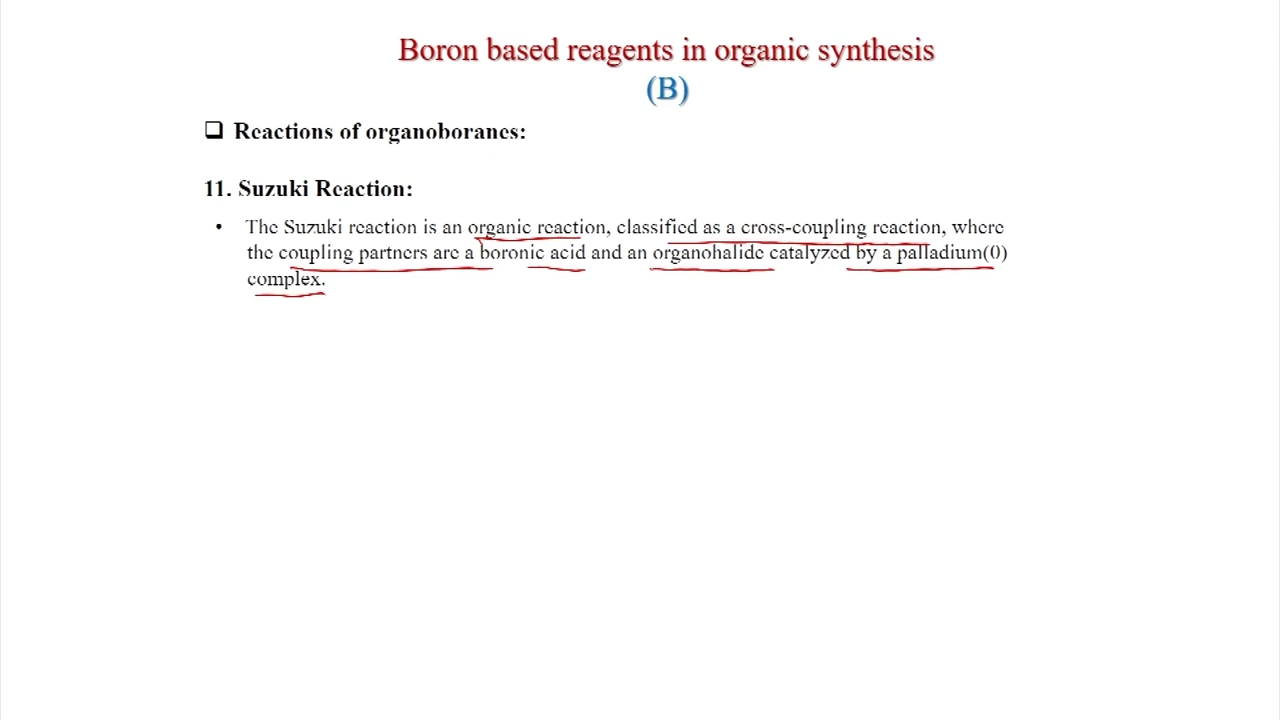 Boron based reagents in organic synthesis
(B)
❑ Reactions of organoboranes:
11. Suzuki Reaction:
• The Suzuki reaction is an organic reaction, classified as a cross-coupling reaction, where
the coupling partners are a boronic acid and an organohalide catalyzed by a palladium(0)
complex.